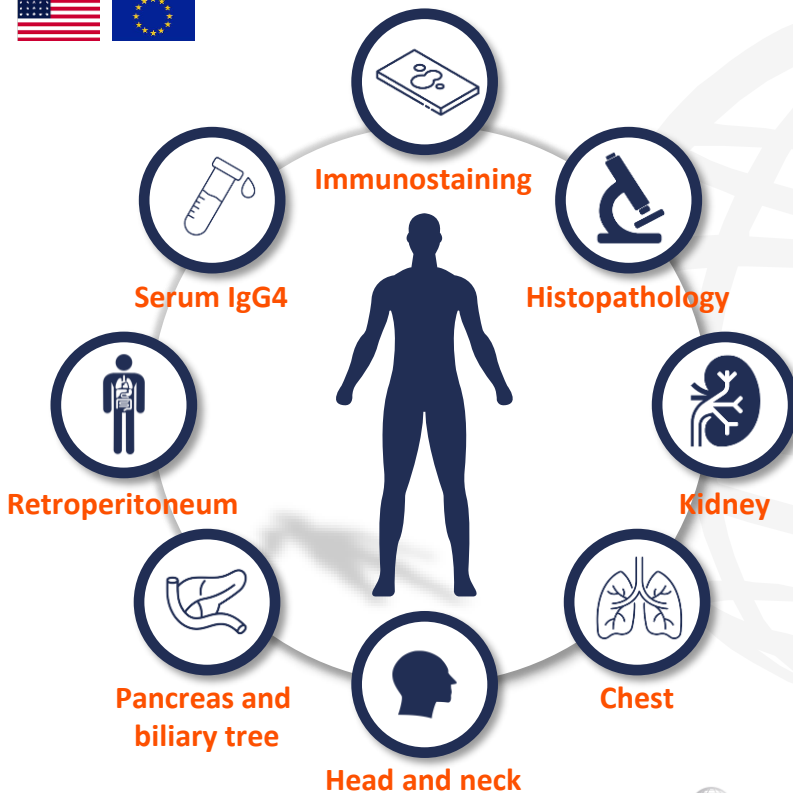 Immunostaining
Serum IgG4
Histopathology
Retroperitoneum
Kidney
Pancreas and
biliary tree
Chest
Head and neck